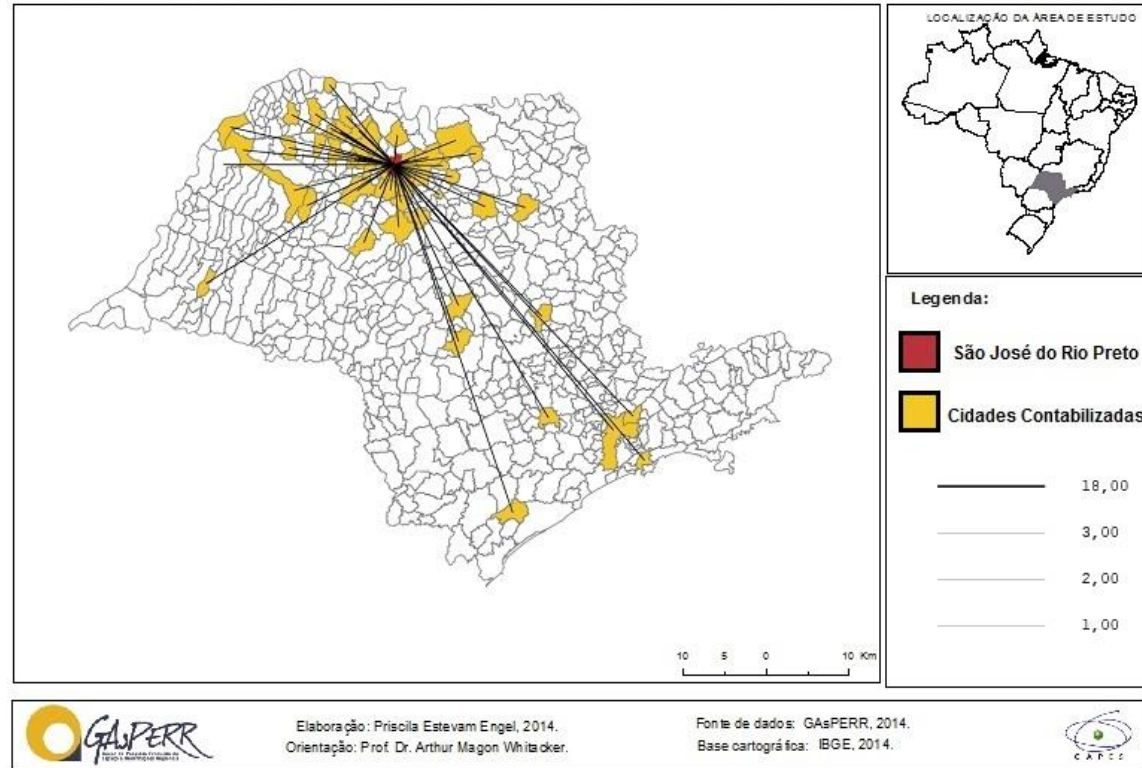 LOCALIZAÇÃO DA ÁREA DE ESTUDO
Legenda:
São José do Rio Preto
Cidades Contabilizadas
18,00
3,00
2,00
1,00
10 5 0 10 Km
GAsPERR
Elaboração: Priscila Estevam Engel, 2014.
Orientação: Prof. Dr. Arthur Magon Whitacker.
Fonte de dados: GAsPERR, 2014.
Base cartográfica: IBGE, 2014.
CAPES